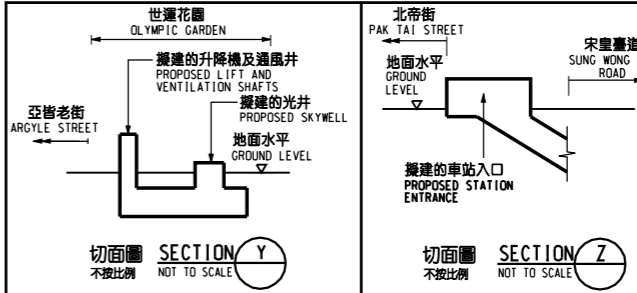 世運花園
OLYMPIC GARDEN
擬建的升降機及通風井
PROPOSED LIFT AND
VENTILATION SHAFTS
擬建的光井
PROPOSED SKYWELL
亞皆老街
ARGYLE STREET
地面水平
GROUND LEVEL
切面圖 SECTION Y
不按比例 NOT TO SCALE
北帝街
PAK TAI STREET
宋皇臺道
SUNG WONG
ROAD
地面水平
GROUND
LEVEL
擬建的車站入口
PROPOSED STATION
ENTRANCE
切面圖 SECTION Z
不按比例 NOT TO SCALE